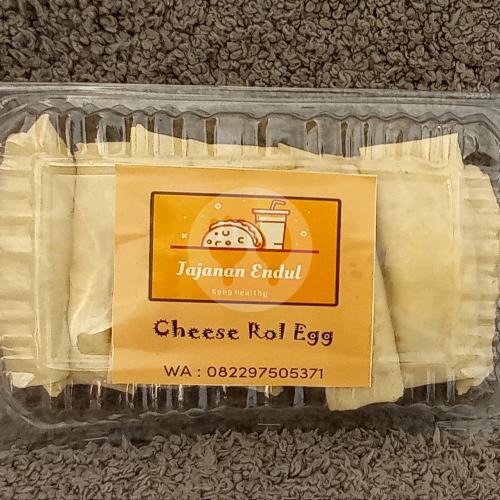 Jajanan Endul
Keep Healthy
Cheese Rol Egg
WA : 082297505371